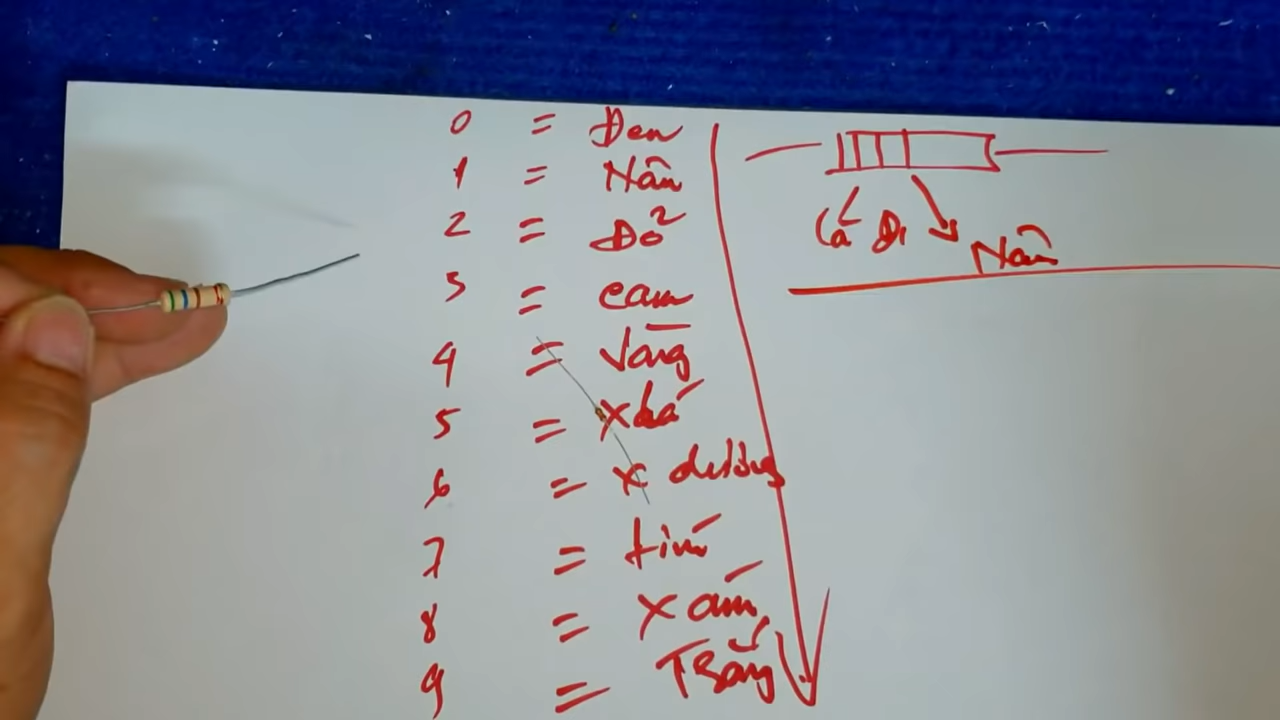 0 = Đen
1 = Nâu
2 = Đỏ
3 = cam
4 = Vàng
5 = X lá
6 = X dương
7 = tím
8 = Xám
9 = Trắng
Lá Đ
Nâu